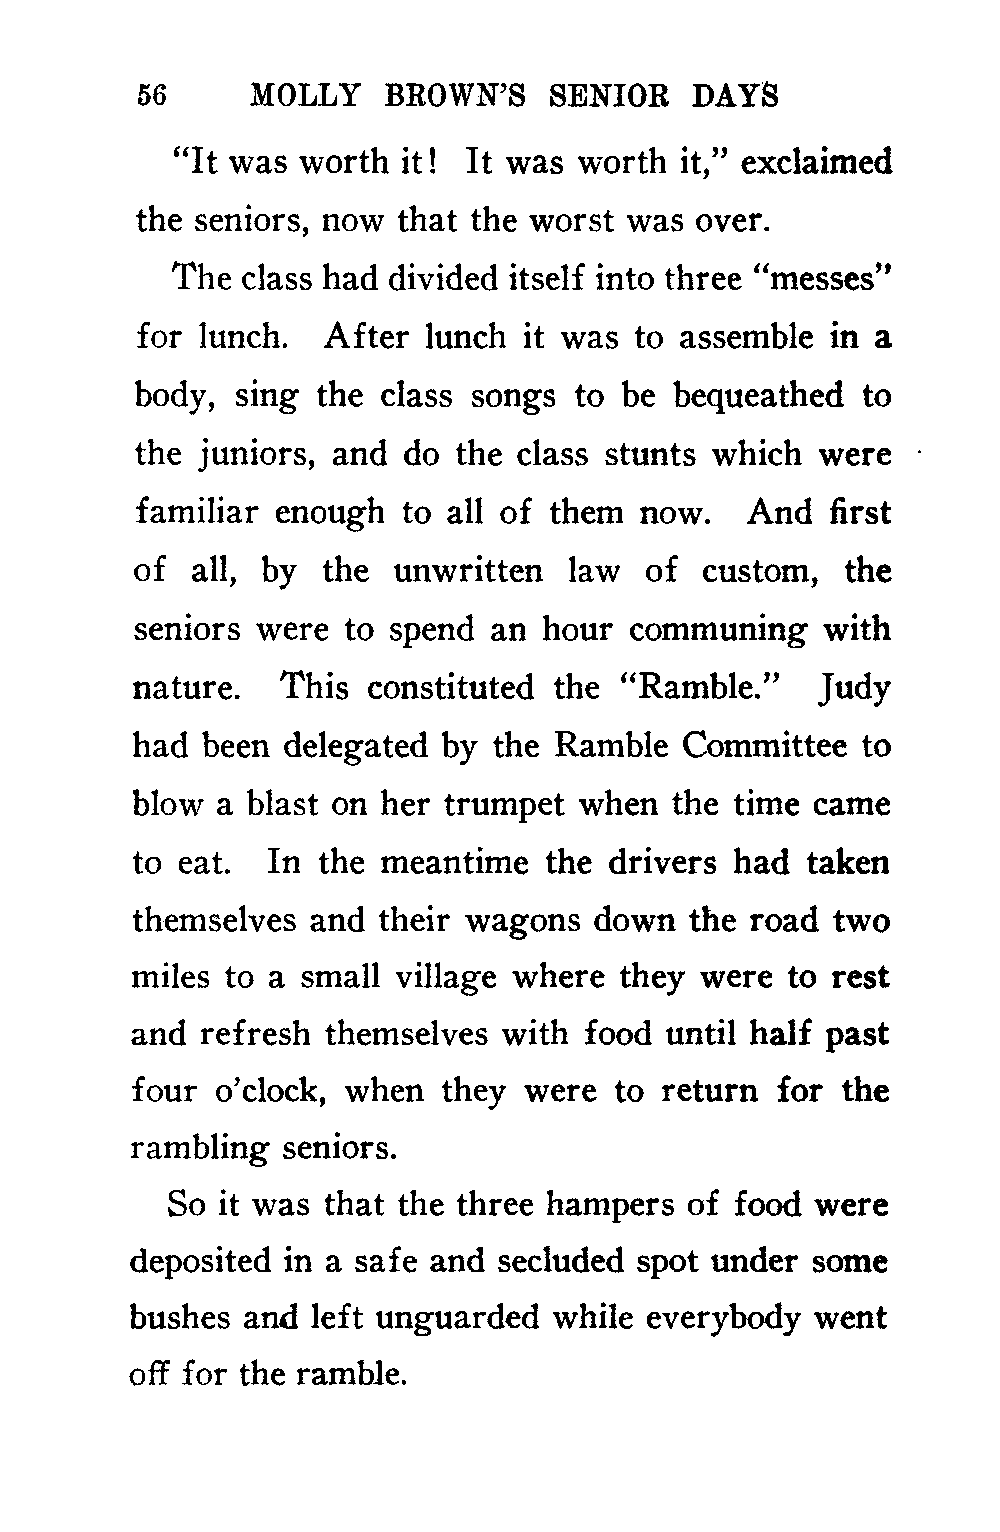 56 MOLLY BROWN'S SENIOR DAYS
“It was worth it! It was worth it,” exclaimed
the seniors, now that the worst was over.
The class had divided itself into three “messes”
for lunch. After lunch it was to assemble in a
body, sing the class songs to be bequeathed to
the juniors, and do the class stunts which were
familiar enough to all of them now. And first
of all, by the unwritten law of custom, the
seniors were to spend an hour communing with
nature. This constituted the “Ramble.” Judy
had been delegated by the Ramble Committee to
blow a blast on her trumpet when the time came
to eat. In the meantime the drivers had taken
themselves and their wagons down the road two
miles to a small village where they were to rest
and refresh themselves with food until half past
four o'clock, when they were to return for the
rambling seniors.
So it was that the three hampers of food were
deposited in a safe and secluded spot under some
bushes and left unguarded while everybody went
off for the ramble.